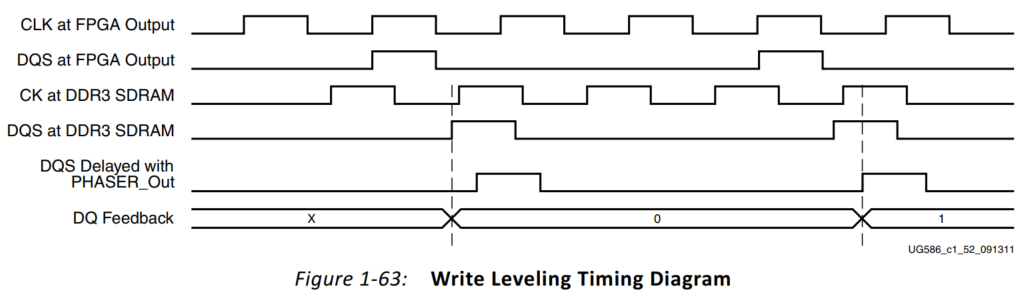 CLK at FPGA Output
DQS at FPGA Output
CK at DDR3 SDRAM
DQS at DDR3 SDRAM
DQS Delayed with
PHASER_Out
DQ Feedback
X
0
1
UG586_c1_52_091311
Figure 1-63: Write Leveling Timing Diagram